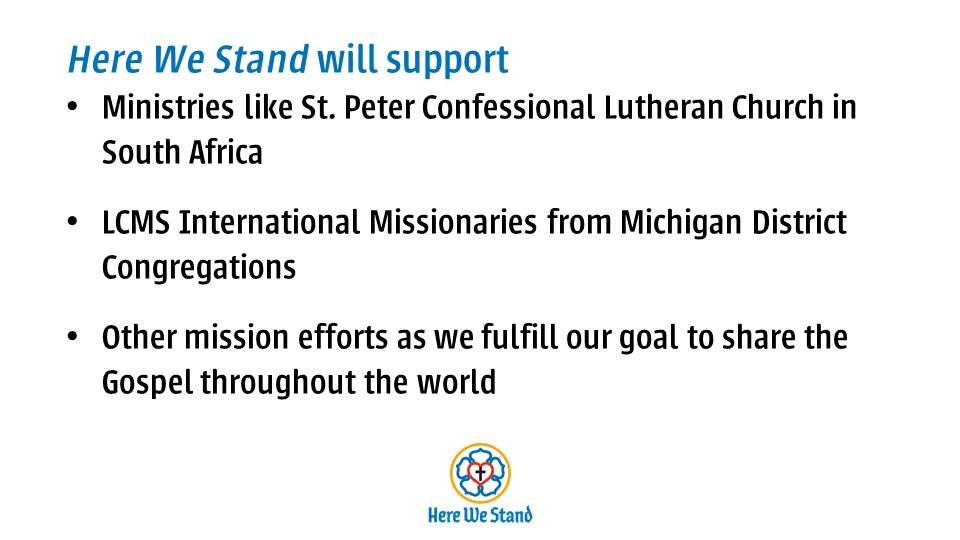 Here We Stand will support
• Ministries like St. Peter Confessional Lutheran Church in
South Africa
• LCMS International Missionaries from Michigan District
Congregations
• Other mission efforts as we fulfill our goal to share the
Gospel throughout the world
Here We Stand